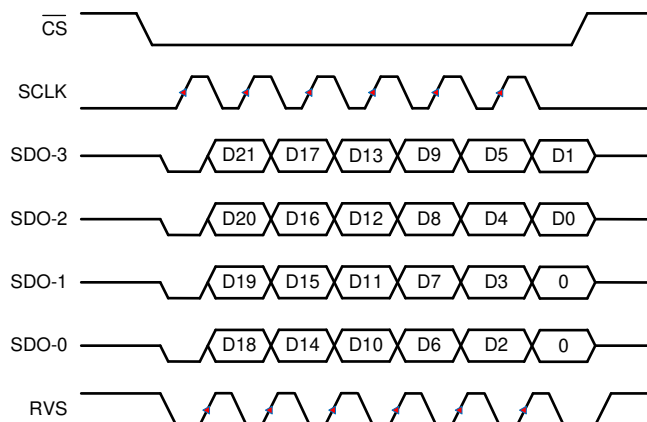 CS
SCLK
SDO-3 D21 D17 D13 D9 D5 D1
SDO-2 D20 D16 D12 D8 D4 D0
SDO-1 D19 D15 D11 D7 D3 0
SDO-0 D18 D14 D10 D6 D2 0
RVS